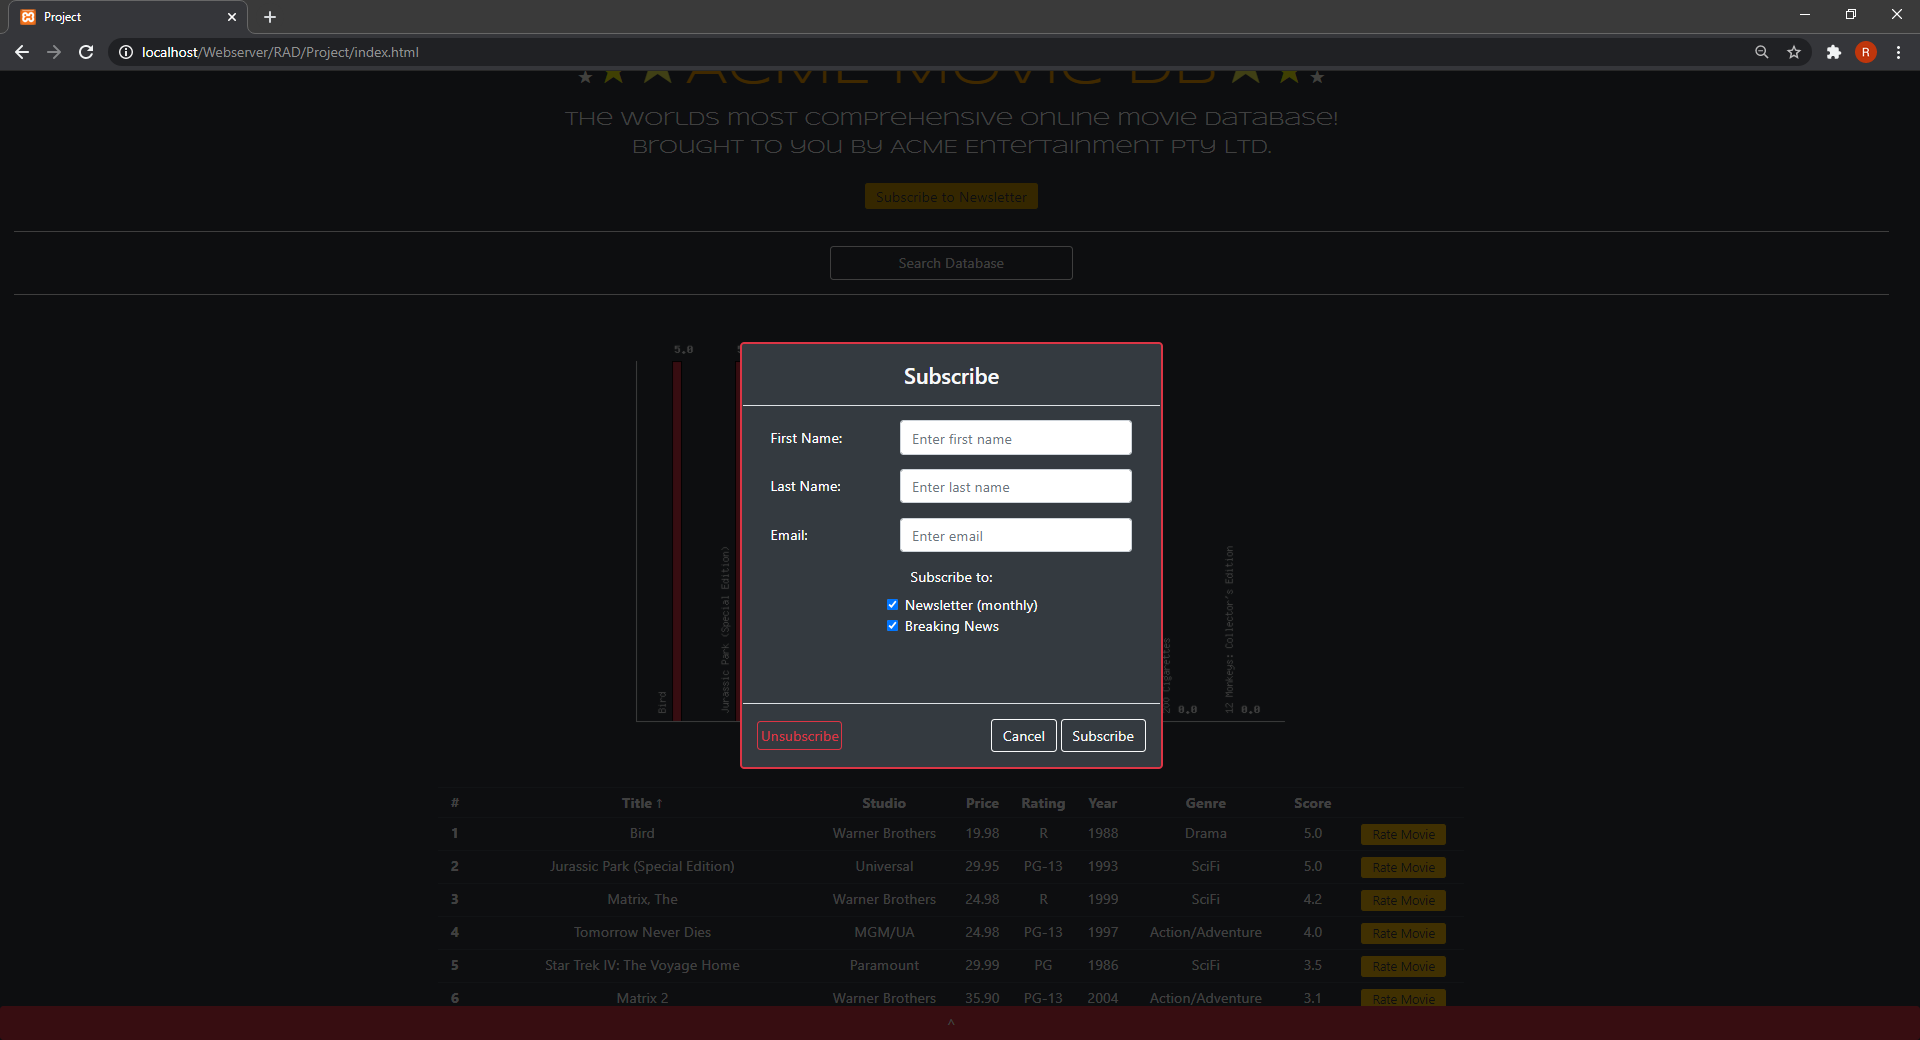 Project
localhost/Webserver/RAD/Project/index.html
R
ACME MOVIE DB
THE WORLDS MOST COMPREHENSIVE ONLINE MOVIE DATABASE!
BROUGHT TO YOU BY ACME ENTERTAINMENT PTY LTD.
Subscribe to Newsletter
Search Database
5.0
Bird
Jurassic Park (Special Edition)
200 Cigarettes
0.0
12 Monkeys: Collector's Edition
0.0
Subscribe
First Name: Enter first name
Last Name: Enter last name
Email: Enter email
Subscribe to:
Newsletter (monthly)
Breaking News
Unsubscribe Cancel Subscribe
# Title ↑ Studio Price Rating Year Genre Score
1 Bird Warner Brothers 19.98 R 1988 Drama 5.0 Rate Movie
2 Jurassic Park (Special Edition) Universal 29.95 PG-13 1993 SciFi 5.0 Rate Movie
3 Matrix, The Warner Brothers 24.98 R 1999 SciFi 4.2 Rate Movie
4 Tomorrow Never Dies MGM/UA 24.98 PG-13 1997 Action/Adventure 4.0 Rate Movie
5 Star Trek IV: The Voyage Home Paramount 29.99 PG 1986 SciFi 3.5 Rate Movie
6 Matrix 2 Warner Brothers 35.90 PG-13 2004 Action/Adventure 3.1 Rate Movie
^